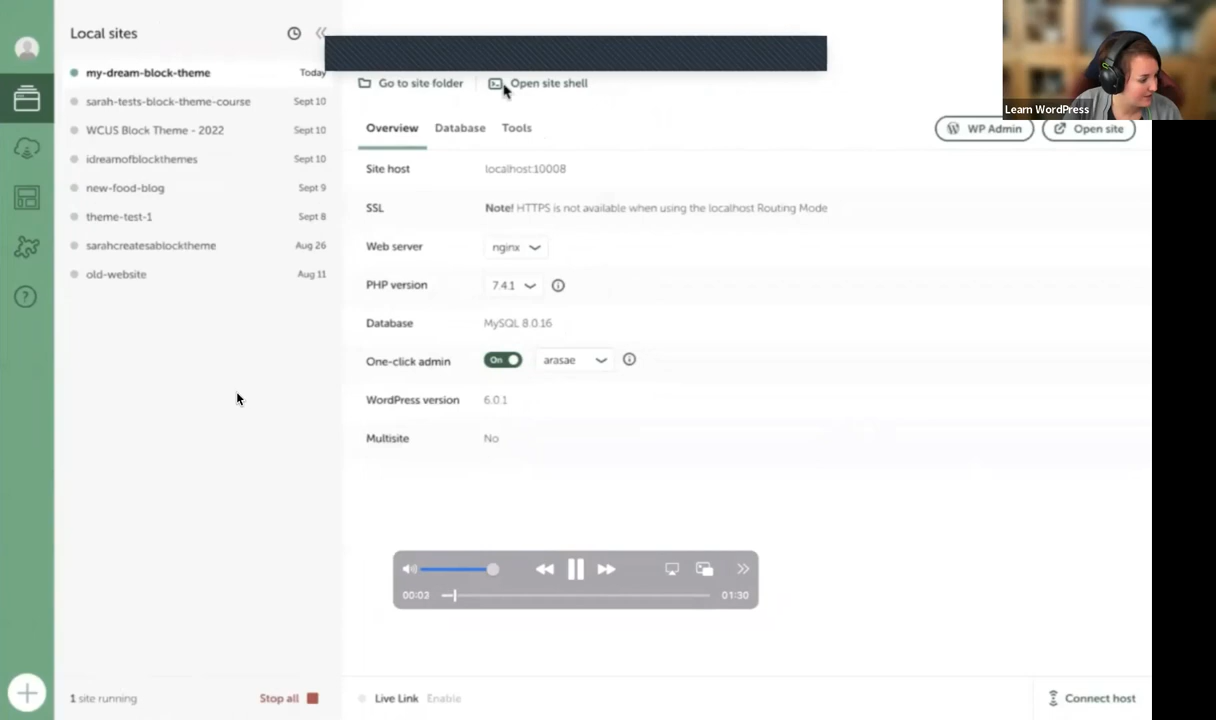 Local sites
my-dream-block-theme Today
sarah-tests-block-theme-course Sept 10
WCUS Block Theme - 2022 Sept 10
idreamofblockthemes Sept 10
new-food-blog Sept 9
theme-test-1 Sept 8
sarahcreatesablocktheme Aug 26
old-website Aug 11
1 site running Stop all
Go to site folder Open site shell
Overview Database Tools WP Admin Open site
Site host localhost:10008
SSL Note! HTTPS is not available when using the localhost Routing Mode
Web server nginx
PHP version 7.4.1
Database MySQL 8.0.16
One-click admin On arasae
WordPress version 6.0.1
Multisite No
00:03 01:30
Live Link Enable Connect host
Learn WordPress